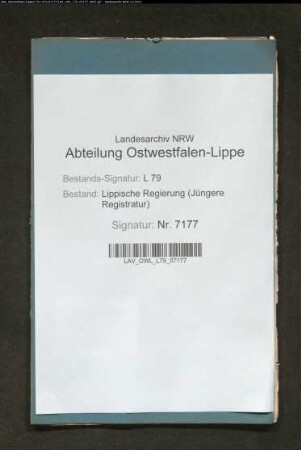 Landesarchiv NRW
Abteilung Ostwestfalen-Lippe
Bestands-Signatur: L 79
Bestand: Lippische Regierung (Jüngere
Registratur)
Signatur: Nr. 7177
LAV_OWL_L79_07177